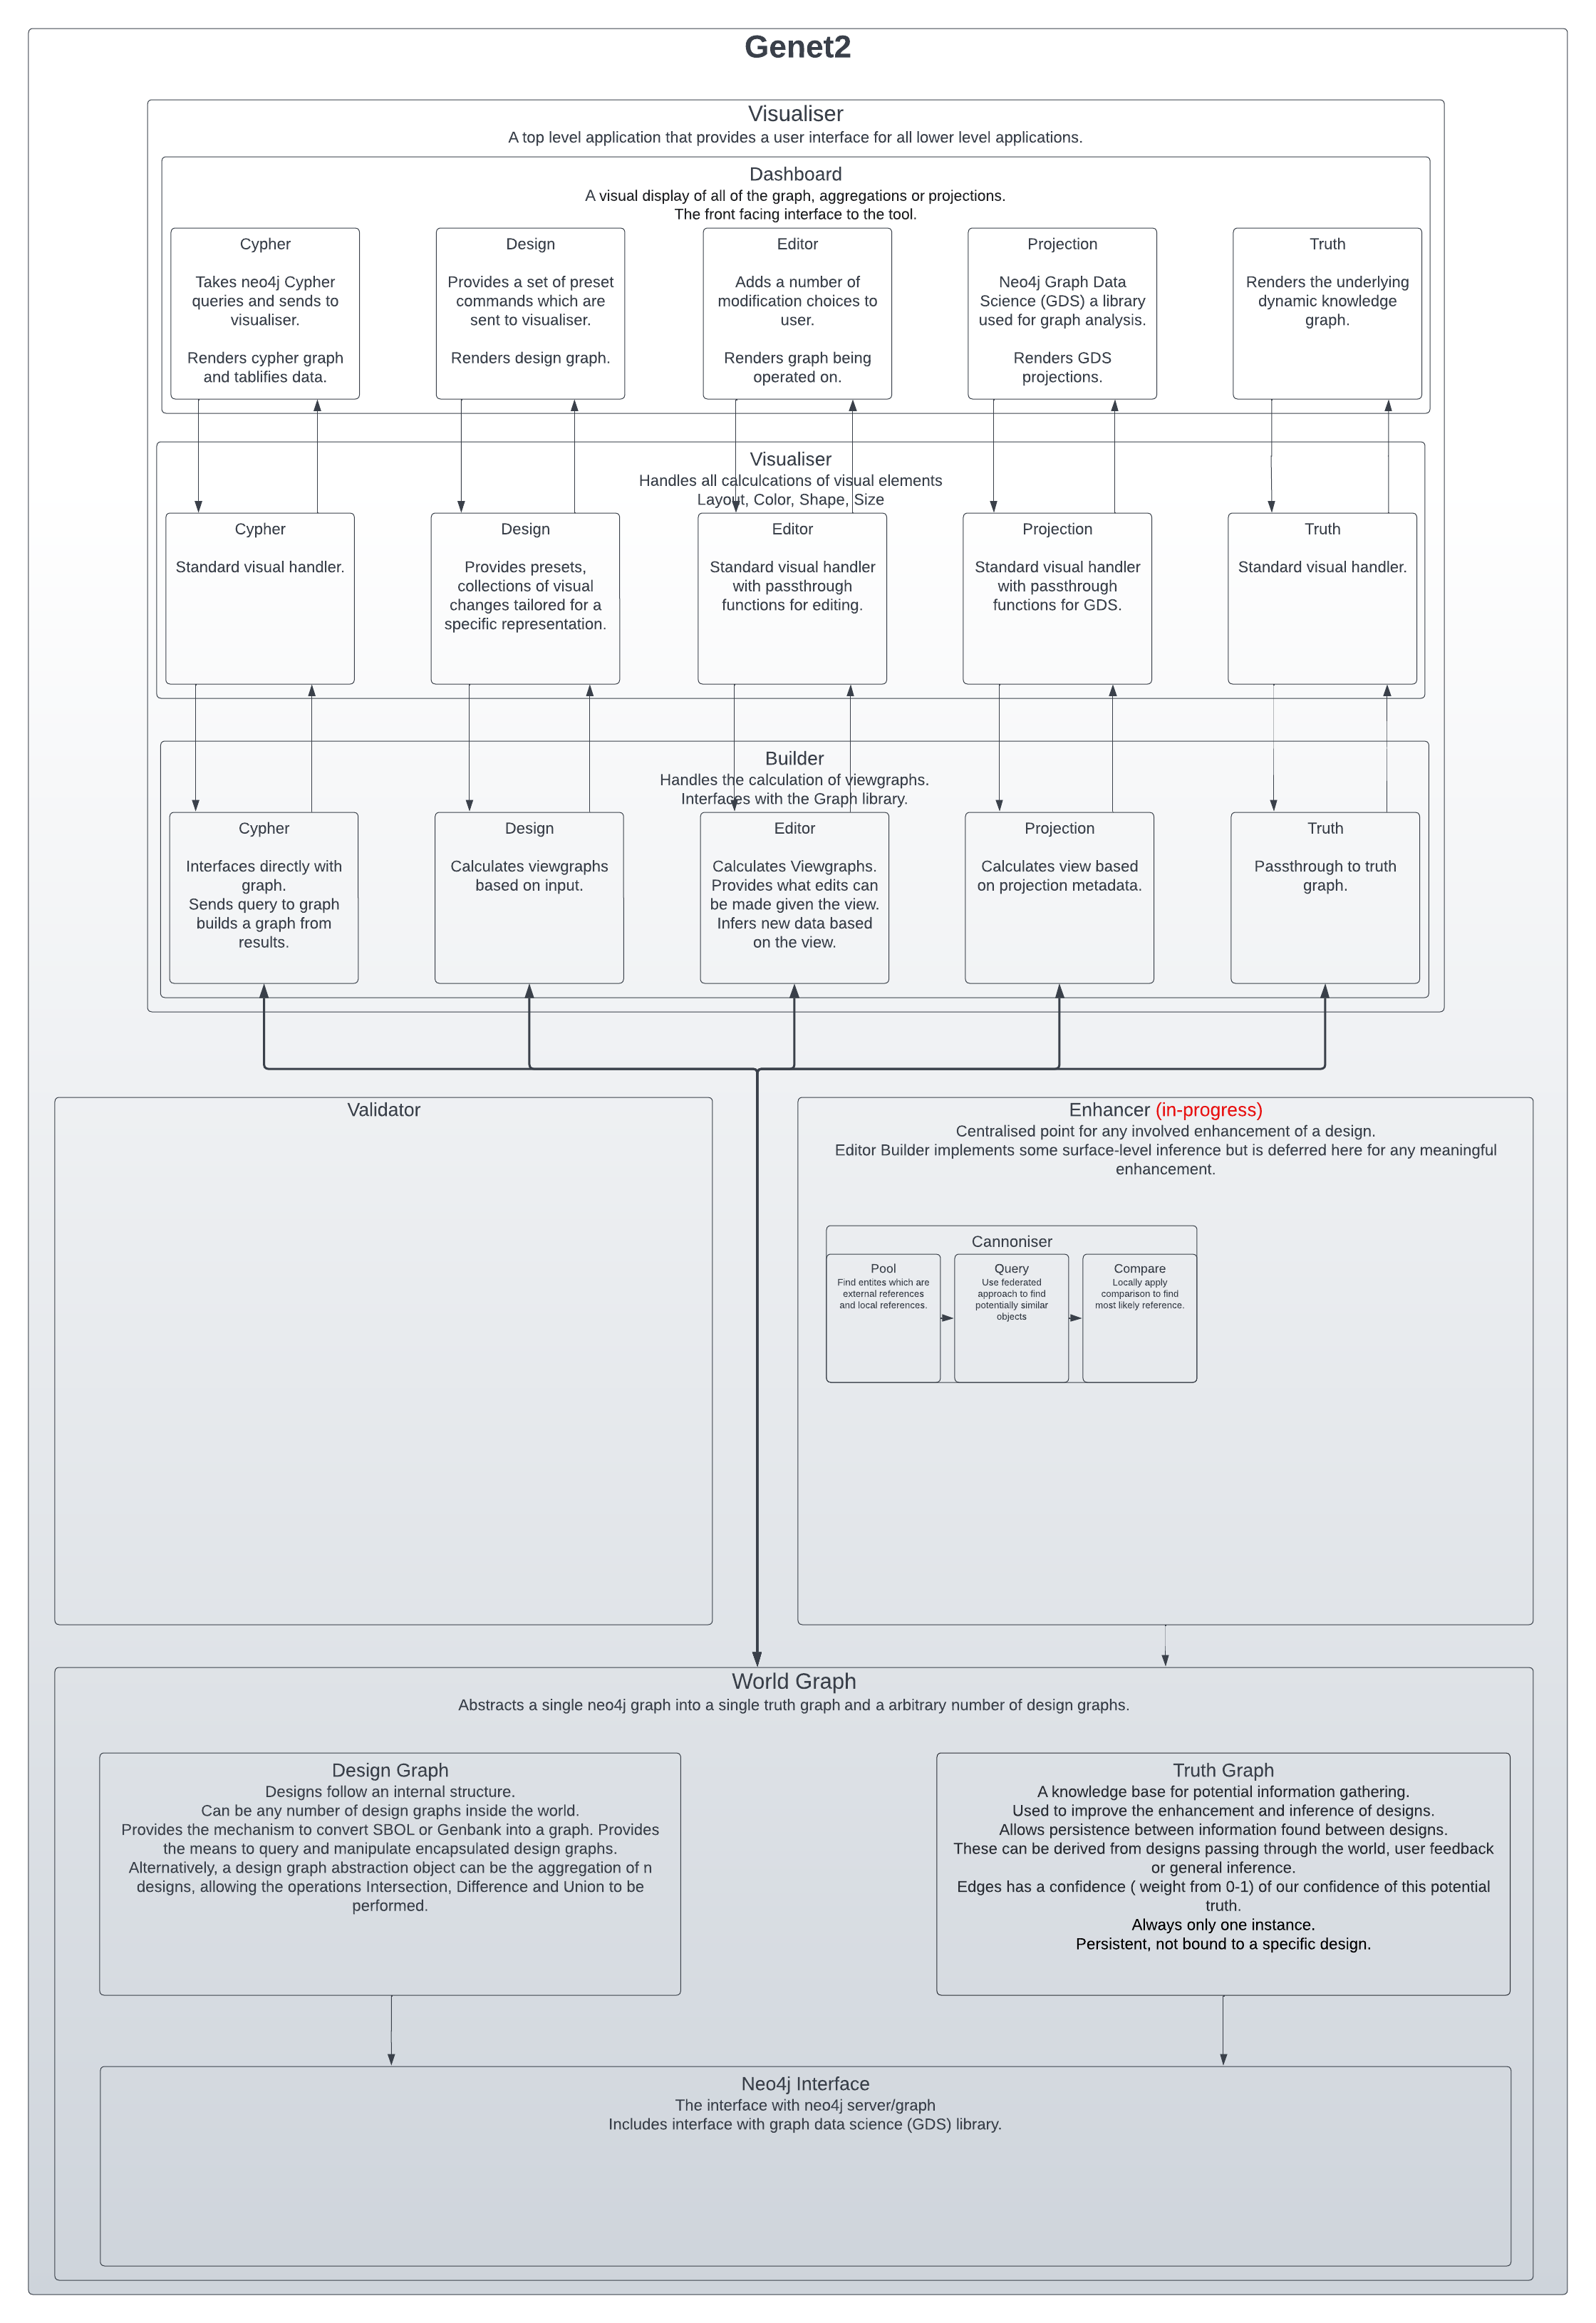 Genet2
Visualiser
A top level application that provides a user interface for all lower level applications.
Dashboard
A visual display of all of the graph, aggregations or projections.
The front facing interface to the tool.
Cypher
Takes neo4j Cypher
queries and sends to
visualiser.
Renders cypher graph
and tablifies data.
Design
Provides a set of preset
commands which are
sent to visualiser.
Renders design graph.
Editor
Adds a number of
modification choices to
user.
Renders graph being
operated on.
Projection
Neo4j Graph Data
Science (GDS) a library
used for graph analysis.
Renders GDS
projections.
Truth
Renders the underlying
dynamic knowledge
graph.
Visualiser
Handles all calculcations of visual elements
Layout, Color, Shape, Size
Cypher
Standard visual handler.
Design
Provides presets,
collections of visual
changes tailored for a
specific representation.
Editor
Standard visual handler
with passthrough
functions for editing.
Projection
Standard visual handler
with passthrough
functions for GDS.
Truth
Standard visual handler.
Builder
Handles the calculation of viewgraphs.
Interfaces with the Graph library.
Cypher
Interfaces directly with
graph.
Sends query to graph
builds a graph from
results.
Design
Calculates viewgraphs
based on input.
Editor
Calculates Viewgraphs.
Provides what edits can
be made given the view.
Infers new data based
on the view.
Projection
Calculates view based
on projection metadata.
Truth
Passthrough to truth
graph.
Validator
Enhancer (in-progress)
Centralised point for any involved enhancement of a design.
Editor Builder implements some surface-level inference but is deferred here for any meaningful
enhancement.
Cannoniser
Pool
Find entites which are
external references
and local references.
Query
Use federated
approach to find
potentially similar
objects
Compare
Locally apply
comparison to find
most likely reference.
World Graph
Abstracts a single neo4j graph into a single truth graph and a arbitrary number of design graphs.
Design Graph
Designs follow an internal structure.
Can be any number of design graphs inside the world.
Provides the mechanism to convert SBOL or Genbank into a graph. Provides
the means to query and manipulate encapsulated design graphs.
Alternatively, a design graph abstraction object can be the aggregation of n
designs, allowing the operations Intersection, Difference and Union to be
performed.
Truth Graph
A knowledge base for potential information gathering.
Used to improve the enhancement and inference of designs.
Allows persistence between information found between designs.
These can be derived from designs passing through the world, user feedback
or general inference.
Edges has a confidence ( weight from 0-1) of our confidence of this potential
truth.
Always only one instance.
Persistent, not bound to a specific design.
Neo4j Interface
The interface with neo4j server/graph
Includes interface with graph data science (GDS) library.